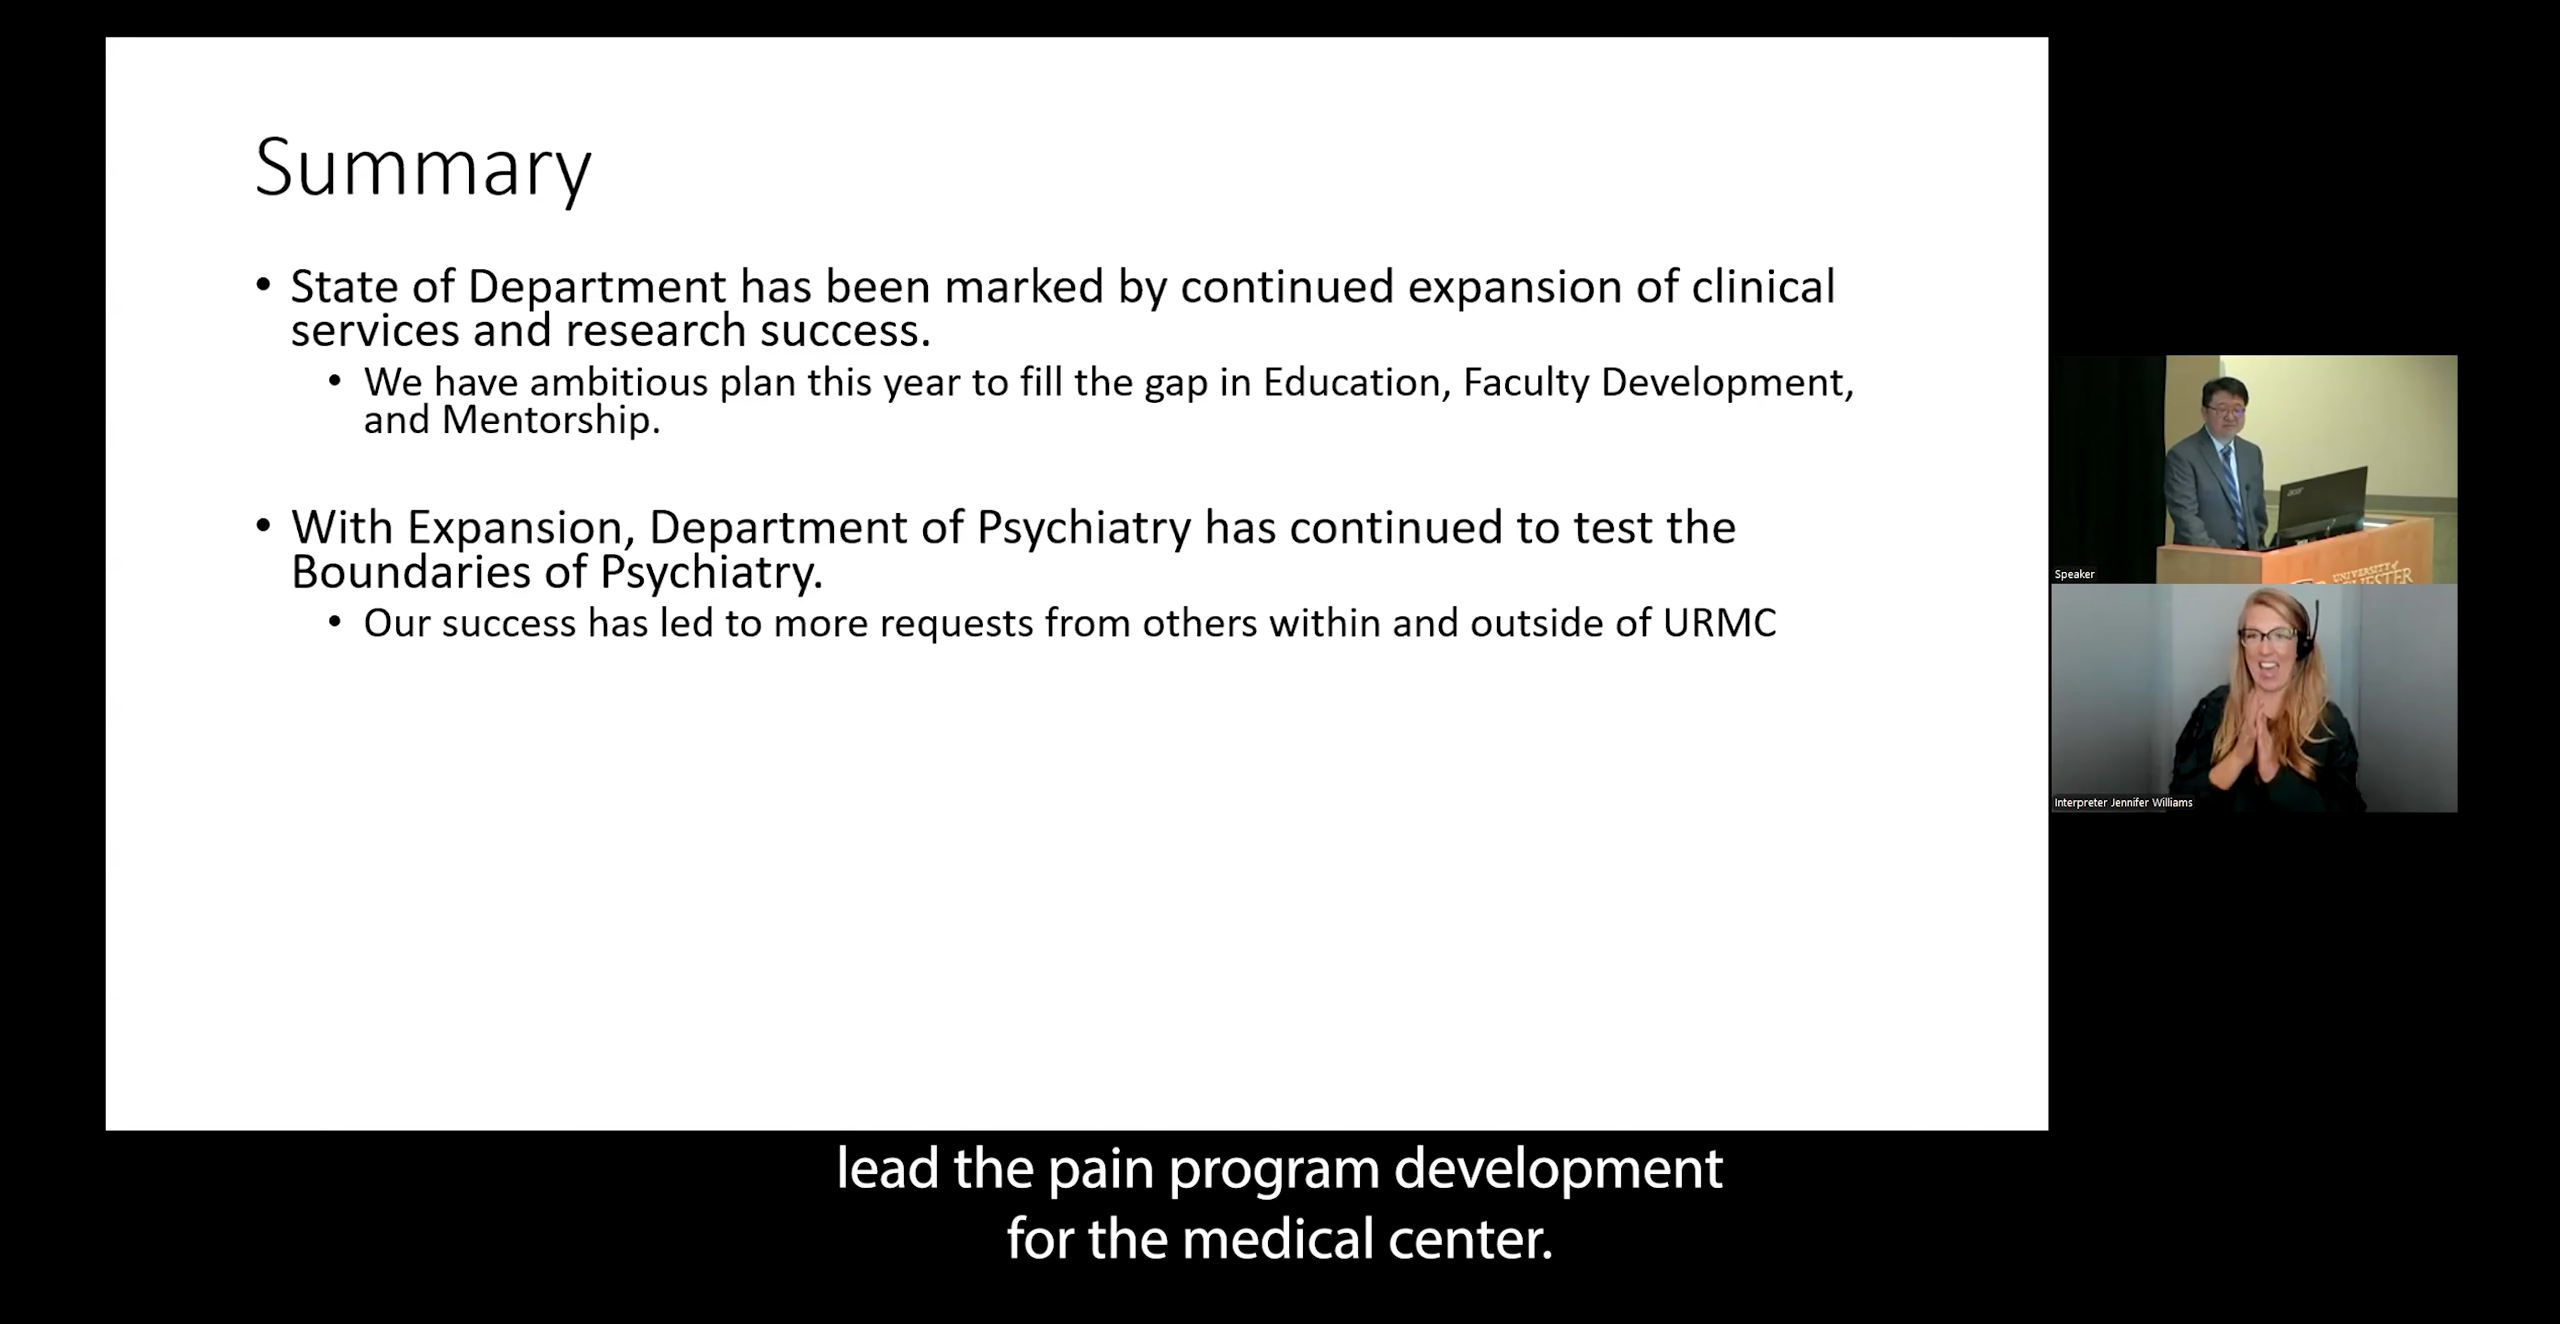 Summary
• State of Department has been marked by continued expansion of clinical
services and research success.
• We have ambitious plan this year to fill the gap in Education, Faculty Development,
and Mentorship.
• With Expansion, Department of Psychiatry has continued to test the
Boundaries of Psychiatry.
• Our success has led to more requests from others within and outside of URMC
acer
UNIVERSITY of
Speaker
Interpreter Jennifer Williams
lead the pain program development
for the medical center.